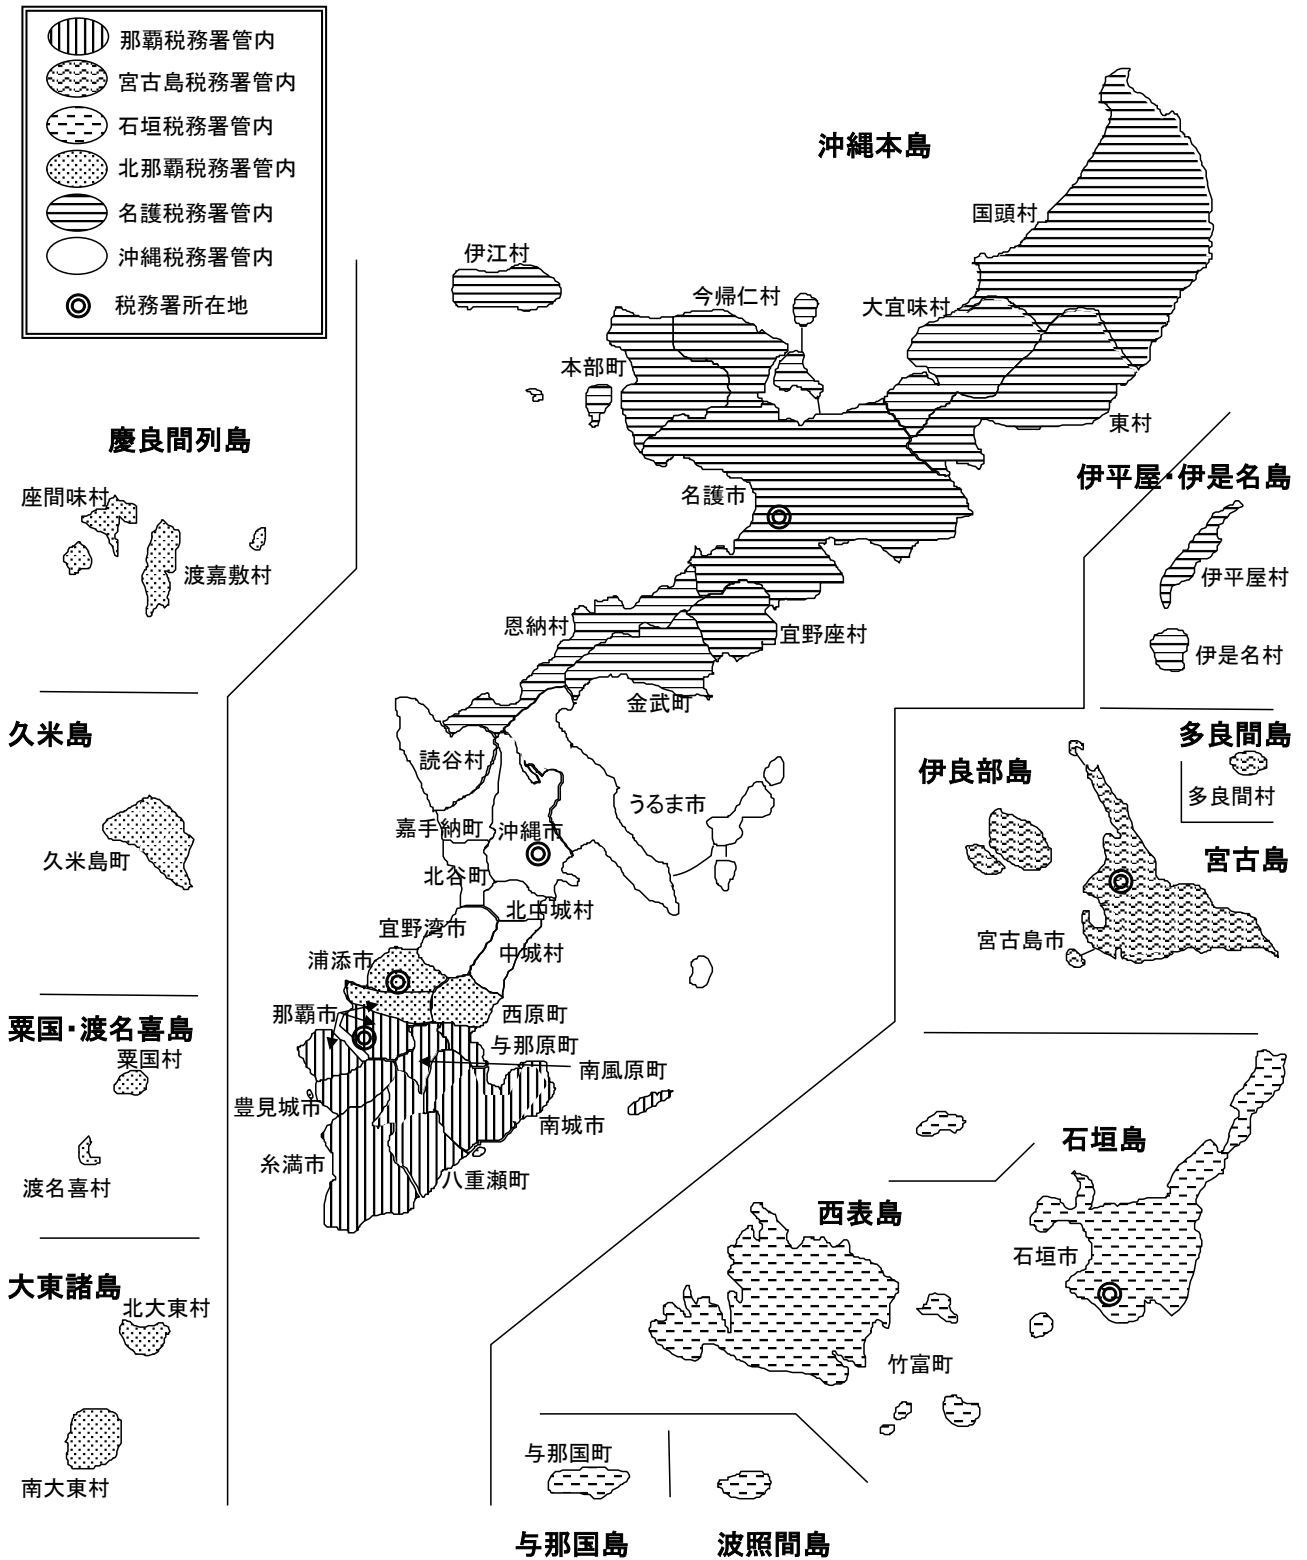 那覇税務署管内
宮古島税務署管内
石垣税務署管内
北那覇税務署管内
名護税務署管内
沖縄税務署管内
税務署所在地
沖縄本島
国頭村
伊江村
今帰仁村
大宜味村
本部町
東村
慶良間列島
座間味村
渡嘉敷村
名護市
伊平屋・伊是名島
伊平屋村
伊是名村
恩納村
宜野座村
金武町
久米島
久米島町
読谷村
嘉手納町
沖縄市
うるま市
北谷町
北中城村
宜野湾市
中城村
浦添市
那覇市
西原町
与那原町
南風原町
豊見城市
南城市
糸満市
八重瀬町
多良間島
多良間村
伊良部島
宮古島
宮古島市
粟国・渡名喜島
粟国村
渡名喜村
大東諸島
北大東村
南大東村
石垣島
石垣市
西表島
竹富町
与那国町
与那国島
波照間島